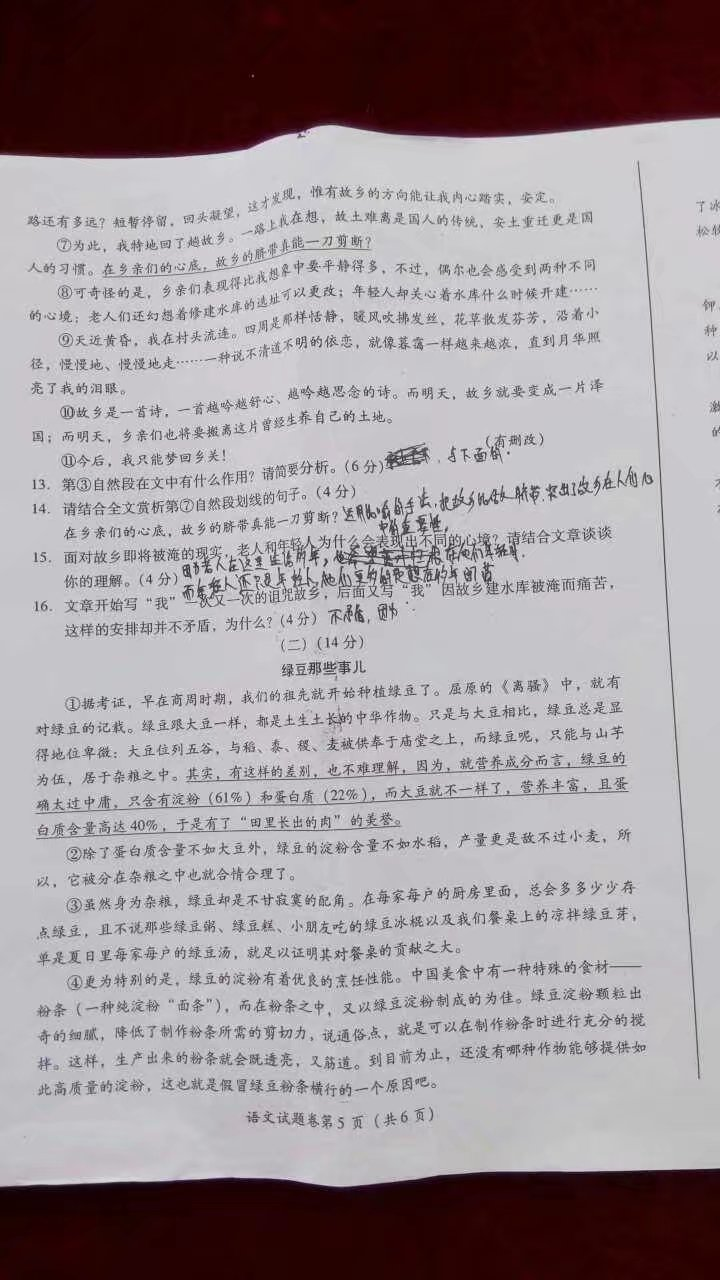 路还有多远？短暂停留，回头凝望，这才发现，惟有故乡的方向能让我内心踏实，安定。
⑦为此，我特地回了越故乡。一路上我在想，故土难离是国人的传统，安土重迁更是国
人的习惯。在乡亲们的心底，故乡的脐带真能一刀剪断？
⑧可奇怪的是，乡亲们表现得比我想象中要平静得多，不过，偶尔也会感受到两种不同
的心境；老人们还幻想着修建水库的选址可以更改；年轻人却关心着水库什么时候开建……
⑨天近黄昏，我在村头流连。四周是那样恬静，暖风吹拂发丝，花草散发芬芳，沿着小
径，慢慢地、慢慢地走……一种说不清道不明的依恋，就像暮霭一样越来越浓，直到月华照
亮了我的泪眼。
⑩故乡是一首诗，一首越吟越舒心、越吟越思念的诗。而明天，故乡就要变成一片泽
国；而明天，乡亲们也将要搬离这片曾经生养自己的土地。
⑪今后，我只能梦回乡关！
（有删改）
13. 第③自然段在文中有什么作用？请简要分析。（6 分）
与下面的
14. 请结合全文赏析第⑦自然段划线的句子。（4 分）
在乡亲们的心底，故乡的脐带真能一刀剪断？
的手法，把故乡比
中的重要性。
15. 面对故乡即将被淹的现实，老人和年轻人为什么会表现出不同的心境？请结合文章谈谈
你的理解。（4 分）
因为老人在这里生活
16. 文章开始写“我”一次又一次的诅咒故乡，后面又写“我”因故乡建水库被淹而痛苦，
这样的安排却并不矛盾，为什么？（4 分）不矛盾，因为
（二）（14 分）
绿豆那些事儿
①据考证，早在商周时期，我们的祖先就开始种植绿豆了。屈原的《离骚》中，就有
对绿豆的记载。绿豆跟大豆一样，都是土生土长的中华作物。只是与大豆相比，绿豆总是显
得地位卑微：大豆位列五谷，与稻、黍、稷、麦被供奉于庙堂之上，而绿豆呢，只能与山芋
为伍，居于杂粮之中。其实，有这样的差别，也不难理解，因为，就营养成分而言，绿豆的
确太过中庸，只含有淀粉（61%）和蛋白质（22%），而大豆就不一样了，营养丰富，且蛋
白质含量高达 40%，于是有了“田里长出的肉”的美誉。
②除了蛋白质含量不如大豆外，绿豆的淀粉含量不如水稻，产量更是敌不过小麦，所
以，它被分在杂粮之中也就合情合理了。
③虽然身为杂粮，绿豆却是不甘寂寞的配角。在每家每户的厨房里面，总会多多少少存
点绿豆，且不说那些绿豆粥、绿豆糕、小朋友吃的绿豆冰棍以及我们餐桌上的凉拌绿豆芽，
单是夏日里每家每户的绿豆汤，就足以证明其对餐桌的贡献之大。
④更为特别的是，绿豆的淀粉有着优良的烹饪性能。中国美食中有一种特殊的食材——
粉条（一种纯淀粉“面条”），而在粉条之中，又以绿豆淀粉制成的为佳。绿豆淀粉颗粒出
奇的细腻，降低了制作粉条所需的剪切力，说通俗点，就是可以在制作粉条时进行充分的搅
拌。这样，生产出来的粉条就会既透亮，又筋道。到目前为止，还没有哪种作物能够提供如
此高质量的淀粉，这也就是假冒绿豆粉条横行的一个原因吧。
语文试题卷第 5 页（共 6 页）
了冰
松软
钟
种
以